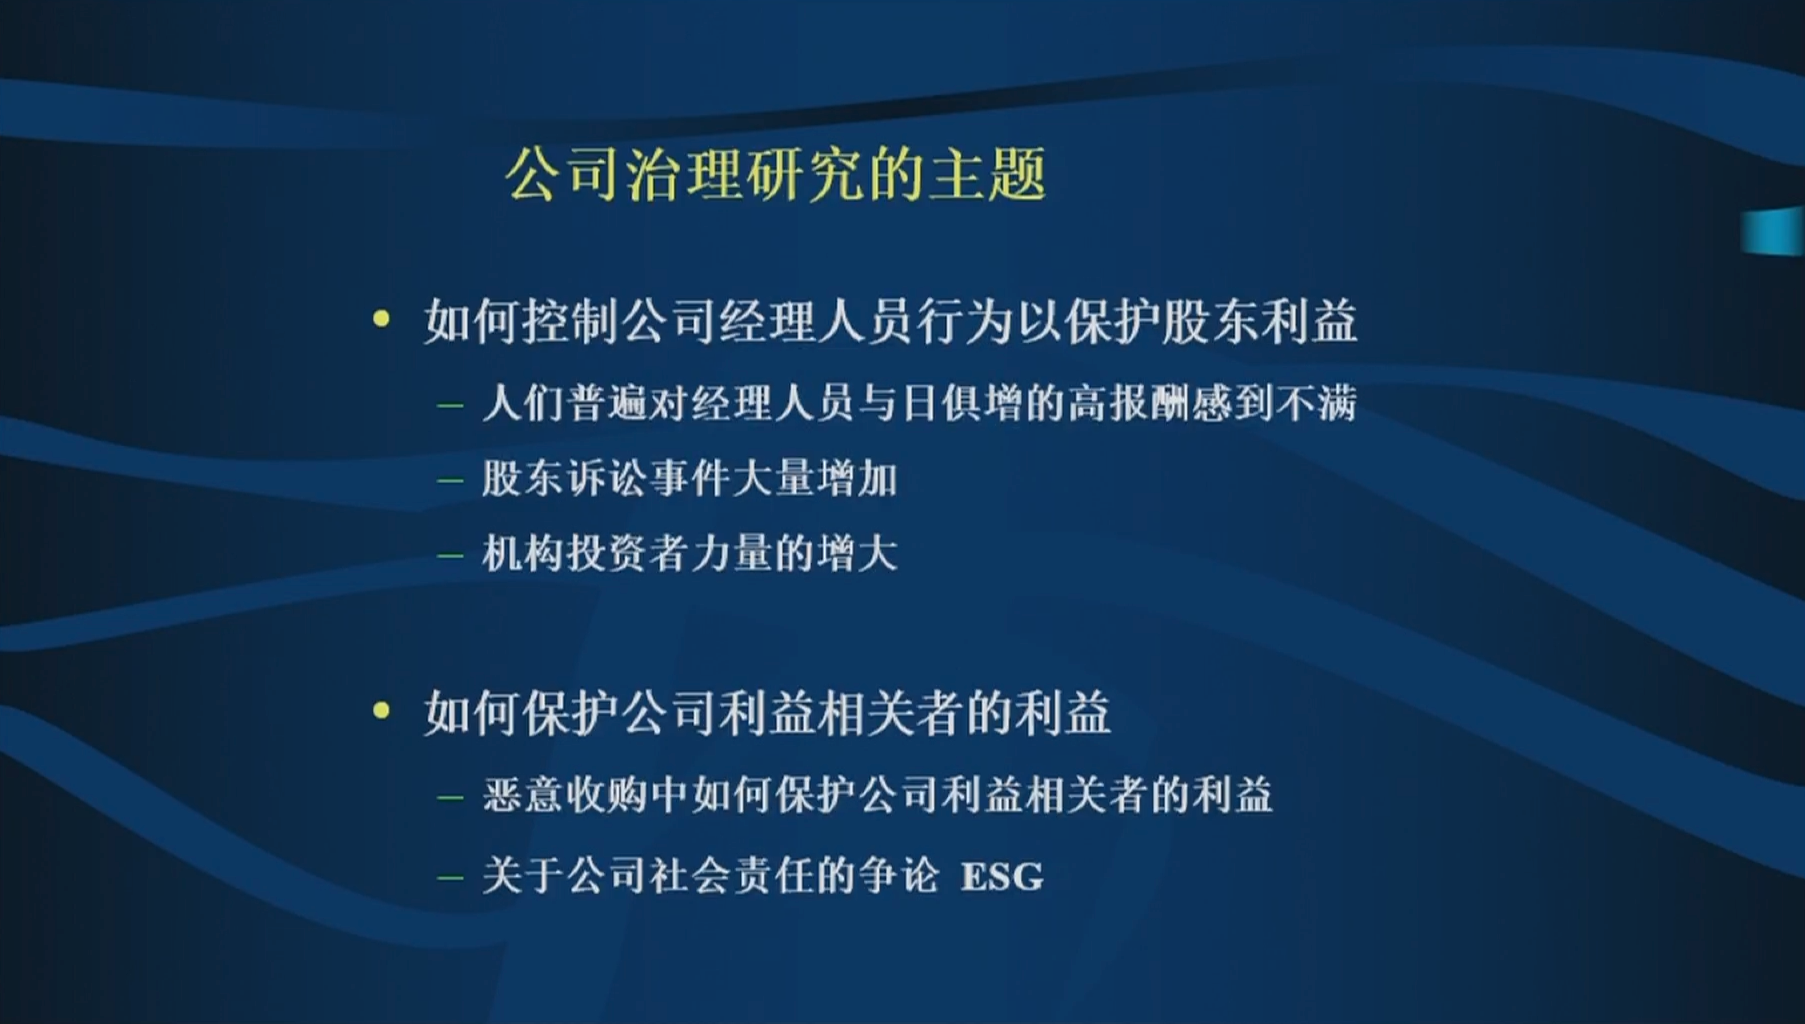 公司治理研究的主题
• 如何控制公司经理人员行为以保护股东利益
– 人们普遍对经理人员与日俱增的高报酬感到不满
– 股东诉讼事件大量增加
– 机构投资者力量的增大
• 如何保护公司利益相关者的利益
– 恶意收购中如何保护公司利益相关者的利益
– 关于公司社会责任的争论 ESG